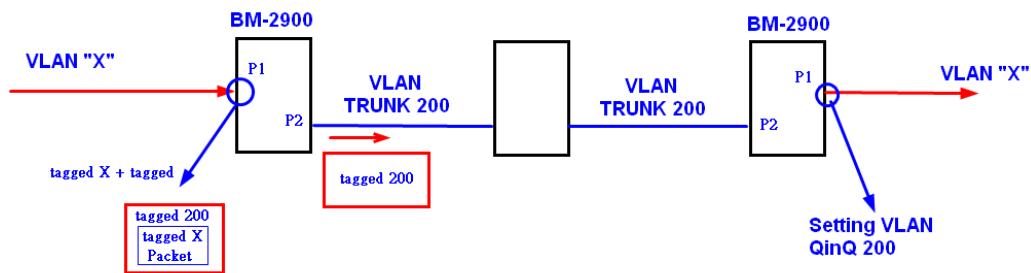 BM-2900
BM-2900
VLAN "X"
P1
VLAN
TRUNK 200
VLAN
TRUNK 200
P1
VLAN "X"
P2
P2
tagged X + tagged
tagged 200
tagged 200
tagged X
Packet
Setting VLAN
QinQ 200